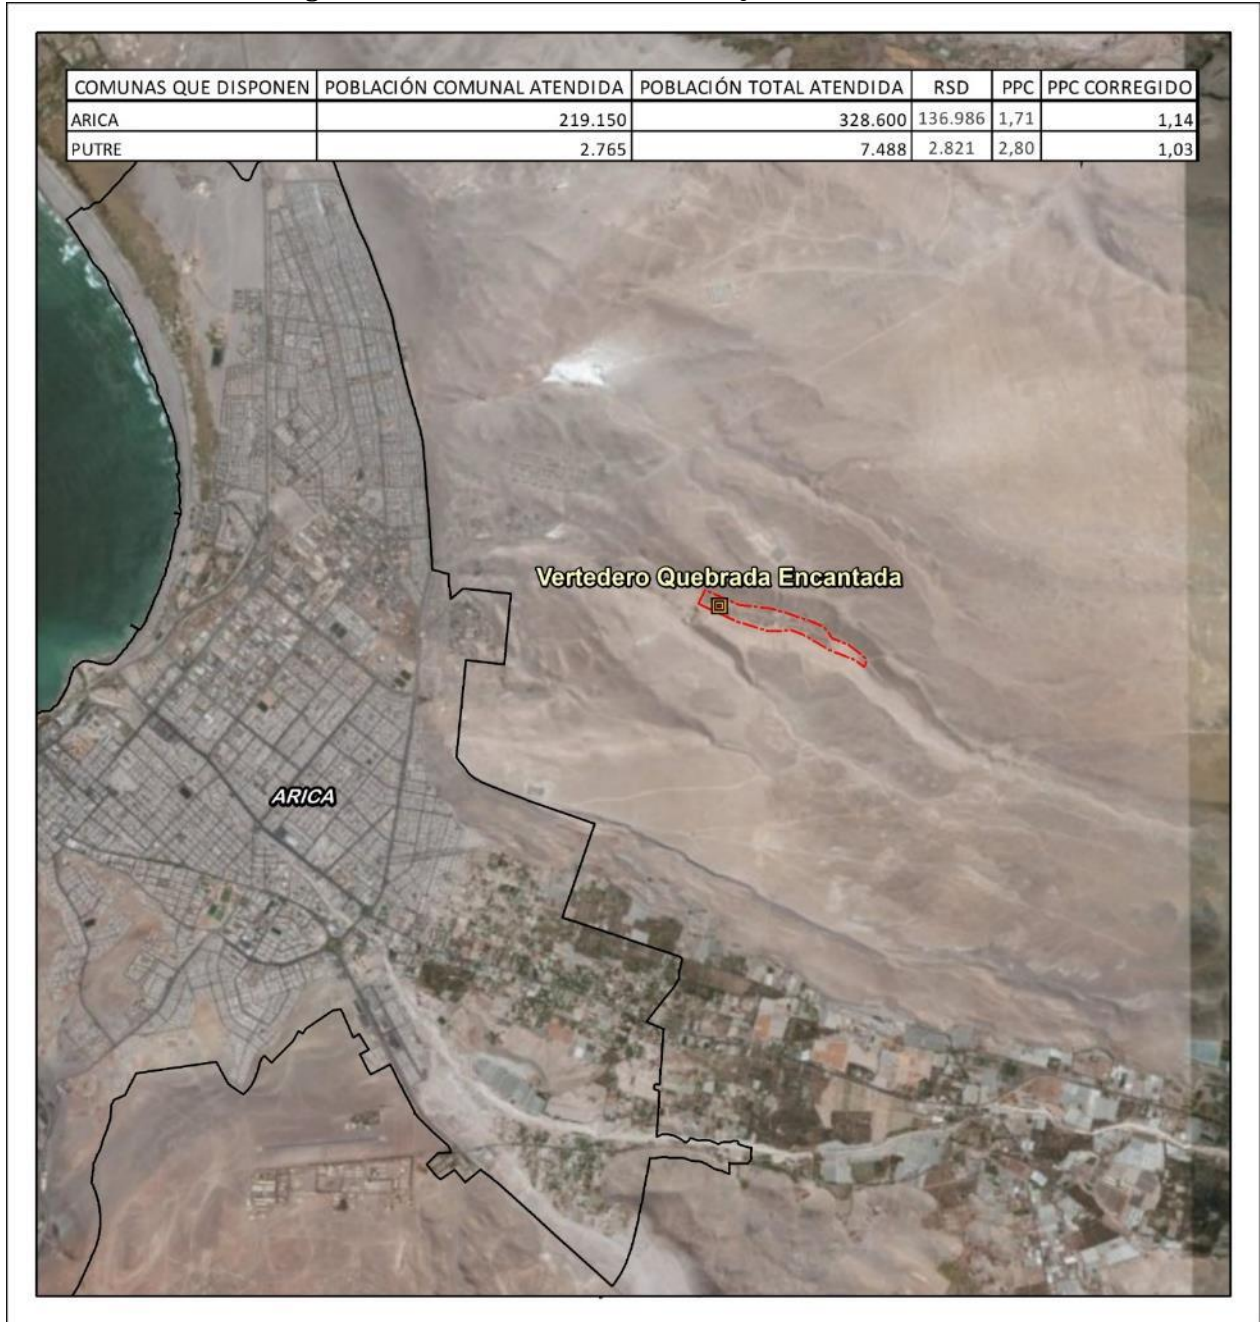 COMUNAS QUE DISPONEN POBLACIÓN COMUNAL ATENDIDA POBLACIÓN TOTAL ATENDIDA RSD PPC PPC CORREGIDO
ARICA 219.150 328.600 136.986 1,71 1,14
PUTRE 2.765 7.488 2.821 2,80 1,03
Vertedero Quebrada Encantada
ARICA